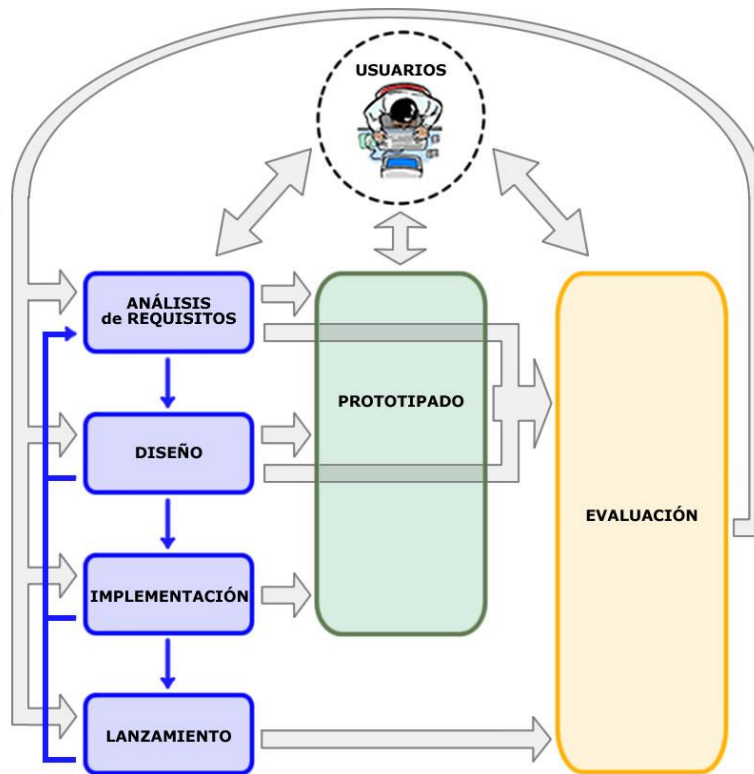 USUARIOS
ANÁLISIS
de REQUISITOS
PROTOTIPADO
DISEÑO
EVALUACIÓN
IMPLEMENTACIÓN
LANZAMIENTO